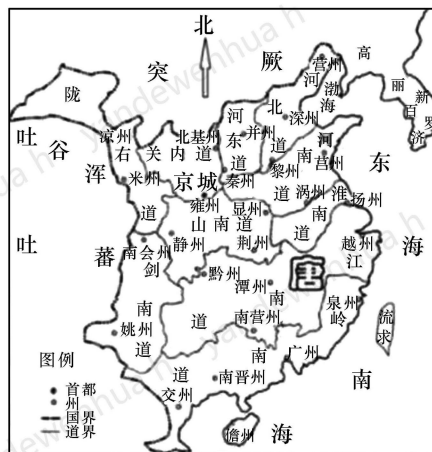 北
突 厥
高丽
新罗
百济
渤海
营州
吐谷浑
吐蕃
东海
南海
流求
唐
陇右道
凉州
米州
关内道
北基州
京城
雍州
秦州
河东道
并州
河北道
深州
河南道
黎州
莒州
涡州
淮南道
扬州
山南道
显州
荆州
静州
剑南道
南会州
姚州
黔州
潭州
南营州
江南道
越州
泉州
岭南道
广州
南晋州
交州
儋州
图例
首都
州
国界
道界
yandewenhua h